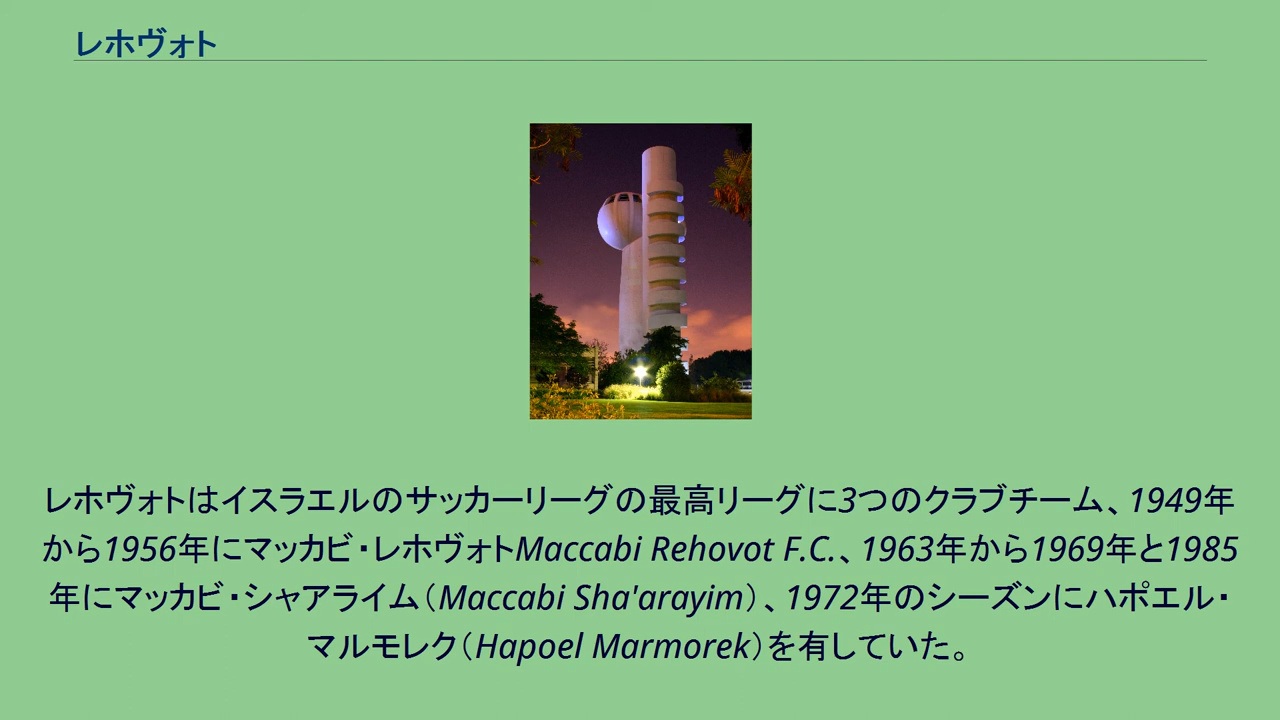 レホヴォト
レホヴォトはイスラエルのサッカーリーグの最高リーグに3つのクラブチーム、1949年
から1956年にマッカビ・レホヴォトMaccabi Rehovot F.C.、1963年から1969年と1985
年にマッカビ・シャアライム（Maccabi Sha'arayim）、1972年のシーズンにハポエル・
マルモレク（Hapoel Marmorek）を有していた。